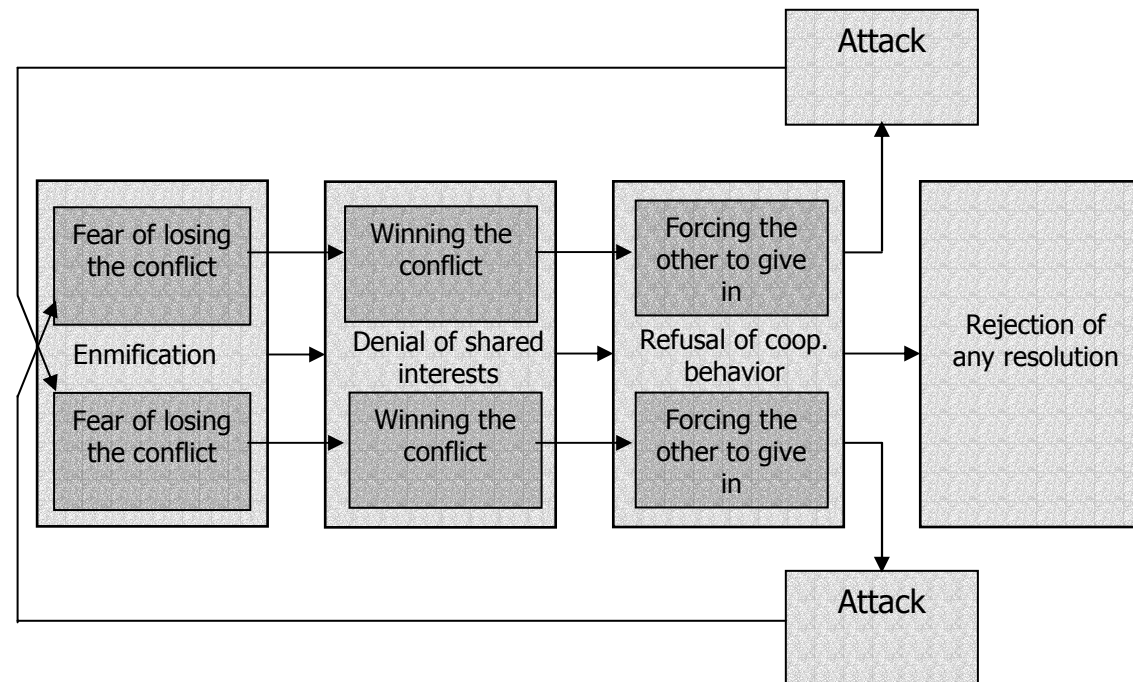 Attack
Fear of losing
the conflict
Winning the
conflict
Forcing the
other to give
in
Enmification
Denial of shared
interests
Refusal of coop.
behavior
Rejection of
any resolution
Fear of losing
the conflict
Winning the
conflict
Forcing the
other to give
in
Attack